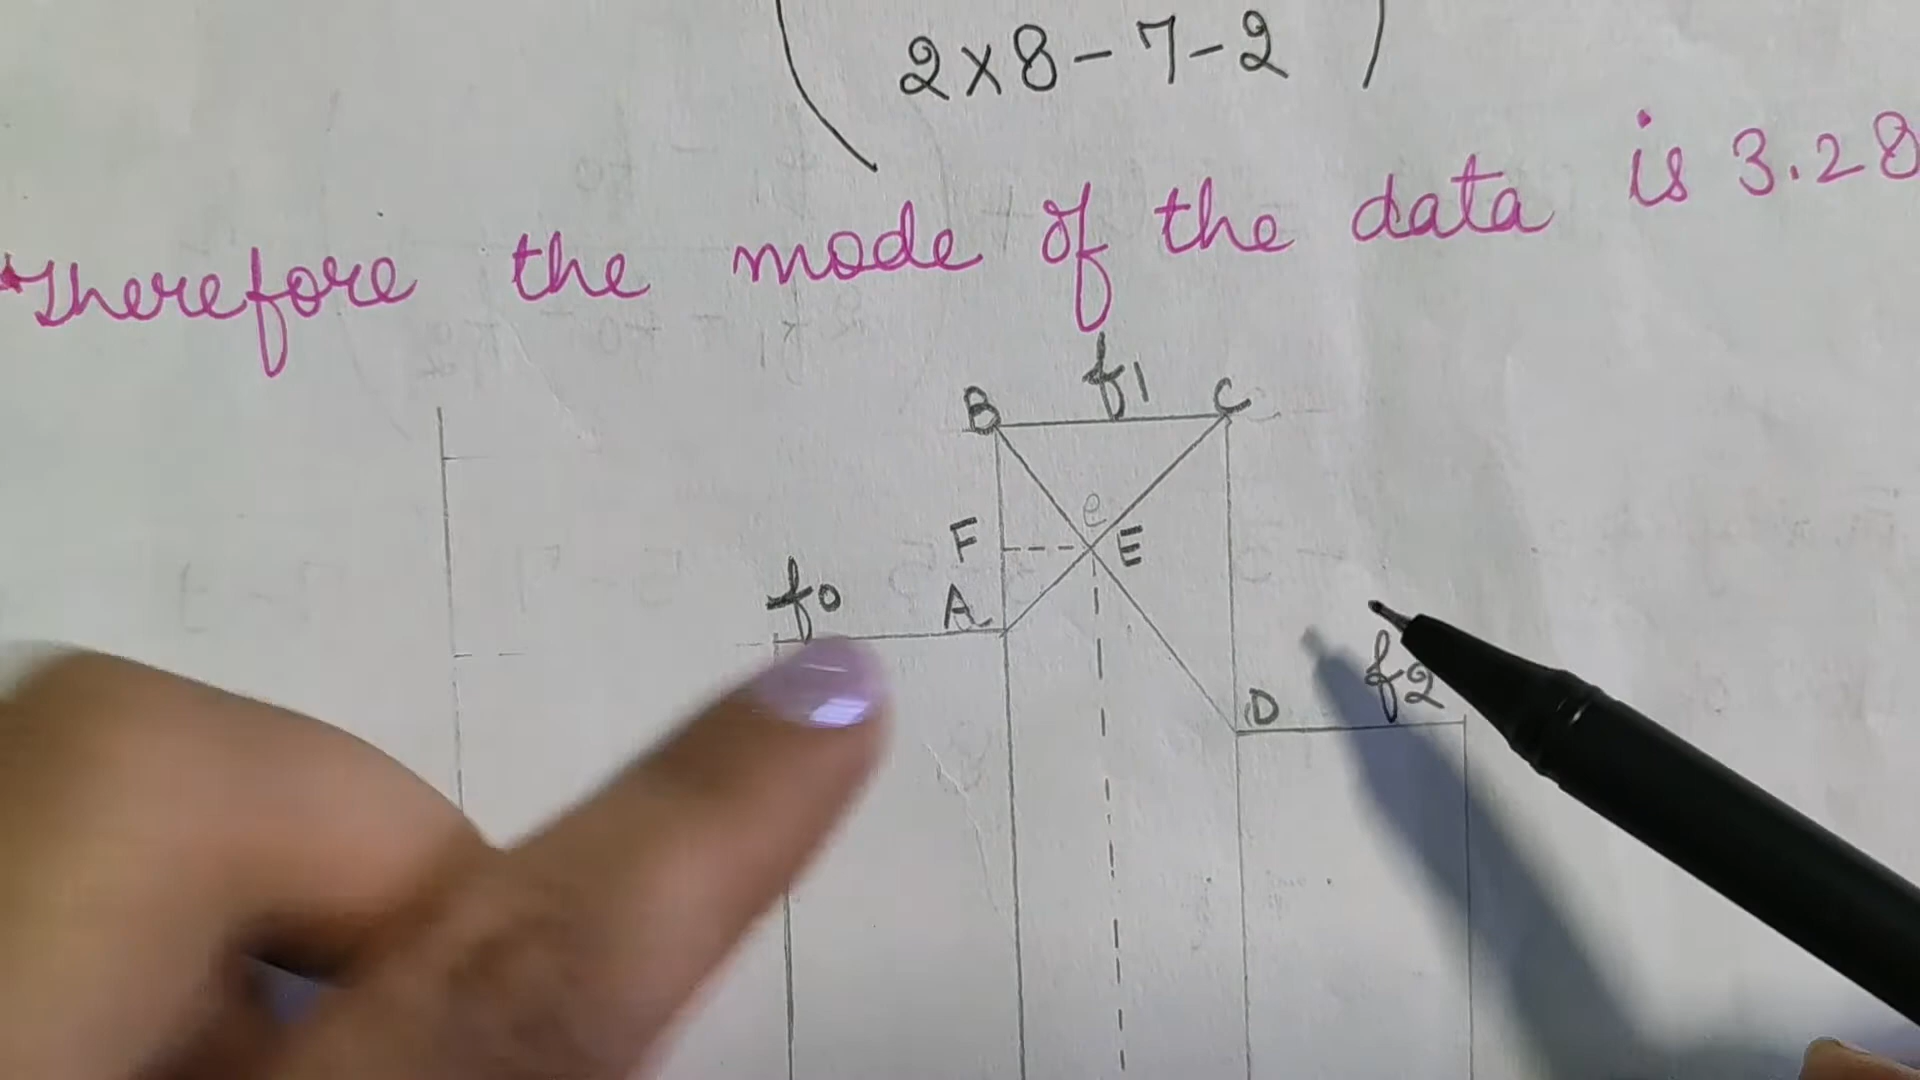 2×8-7-2
Therefore the mode of the data is 3.28
f1
B C
e
F E
f0 A
f2
D